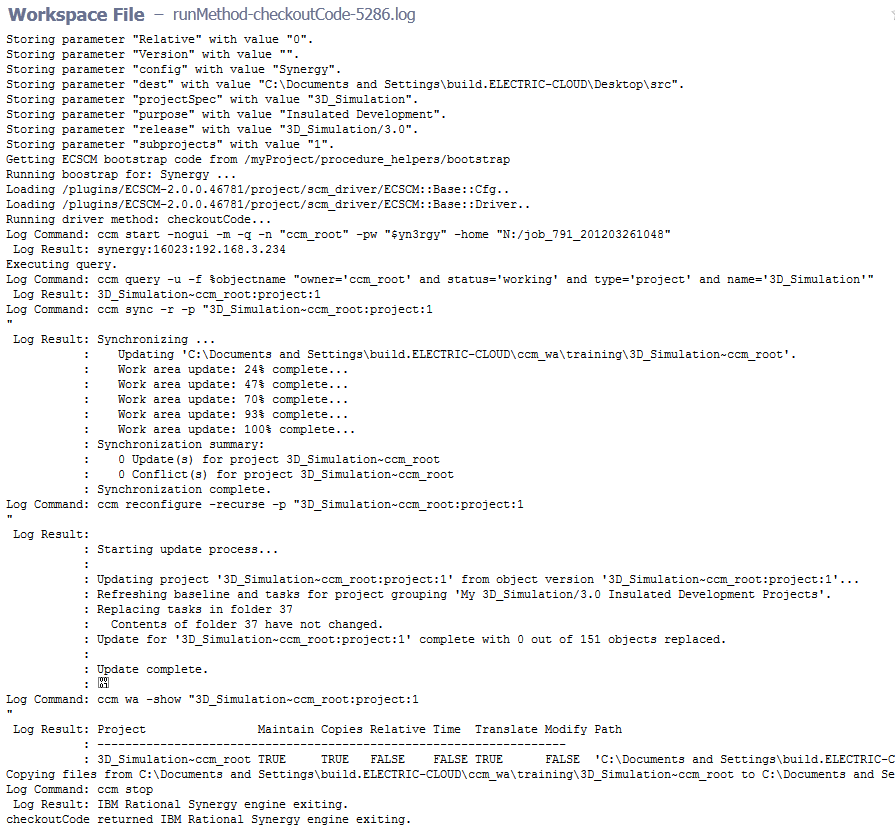 Workspace File – runMethod-checkoutCode-5286.log
Storing parameter "Relative" with value "0".
Storing parameter "Version" with value "".
Storing parameter "config" with value "Synergy".
Storing parameter "dest" with value "C:\Documents and Settings\build.ELECTRIC-CLOUD\Desktop\src".
Storing parameter "projectSpec" with value "3D_Simulation".
Storing parameter "purpose" with value "Insulated Development".
Storing parameter "release" with value "3D_Simulation/3.0".
Storing parameter "subprojects" with value "1".
Getting ECSCM bootstrap code from /myProject/procedure_helpers/bootstrap
Running boostrap for: Synergy ...
Loading /plugins/ECSCM-2.0.0.46781/project/scm_driver/ECSCM::Base::Cfg..
Loading /plugins/ECSCM-2.0.0.46781/project/scm_driver/ECSCM::Base::Driver..
Running driver method: checkoutCode...
Log Command: ccm start -nogui -m -q -n "ccm_root" -pw "$yn3rgy" -home "N:/job_791_201203261048"
Log Result: synergy:16023:192.168.3.234
Executing query.
Log Command: ccm query -u -f %objectname "owner='ccm_root' and status='working' and type='project' and name='3D_Simulation'"
Log Result: 3D_Simulation~ccm_root:project:1
Log Command: ccm sync -r -p "3D_Simulation~ccm_root:project:1
"
Log Result: Synchronizing ...
: Updating 'C:\Documents and Settings\build.ELECTRIC-CLOUD\ccm_wa\training\3D_Simulation~ccm_root'.
: Work area update: 24% complete...
: Work area update: 47% complete...
: Work area update: 70% complete...
: Work area update: 93% complete...
: Work area update: 100% complete...
: Synchronization summary:
: 0 Update(s) for project 3D_Simulation~ccm_root
: 0 Conflict(s) for project 3D_Simulation~ccm_root
: Synchronization complete.
Log Command: ccm reconfigure -recurse -p "3D_Simulation~ccm_root:project:1
"
Log Result:
: Starting update process...
:
: Updating project '3D_Simulation~ccm_root:project:1' from object version '3D_Simulation~ccm_root:project:1'...
: Refreshing baseline and tasks for project grouping 'My 3D_Simulation/3.0 Insulated Development Projects'.
: Replacing tasks in folder 37
: Contents of folder 37 have not changed.
: Update for '3D_Simulation~ccm_root:project:1' complete with 0 out of 151 objects replaced.
:
: Update complete.
:
Log Command: ccm wa -show "3D_Simulation~ccm_root:project:1
"
Log Result: Project Maintain Copies Relative Time Translate Modify Path
: -------------------------------------------------------------------
: 3D_Simulation~ccm_root TRUE TRUE FALSE FALSE TRUE FALSE 'C:\Documents and Settings\build.ELECTRIC-C
Copying files from C:\Documents and Settings\build.ELECTRIC-CLOUD\ccm_wa\training\3D_Simulation~ccm_root to C:\Documents and Se
Log Command: ccm stop
Log Result: IBM Rational Synergy engine exiting.
checkoutCode returned IBM Rational Synergy engine exiting.